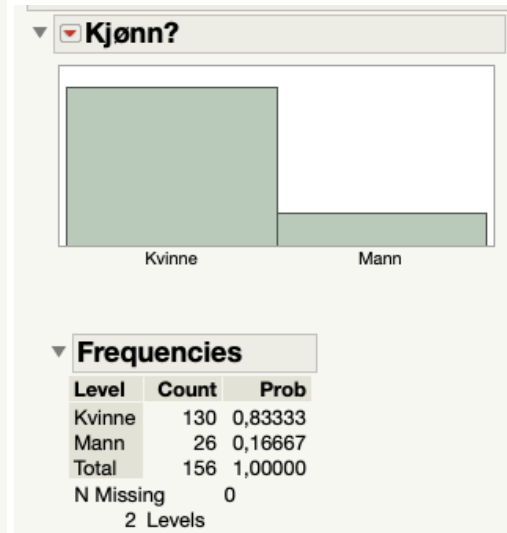 Kjønn?
Kvinne Mann
Frequencies
Level Count Prob
Kvinne 130 0,83333
Mann 26 0,16667
Total 156 1,00000
N Missing 0
2 Levels